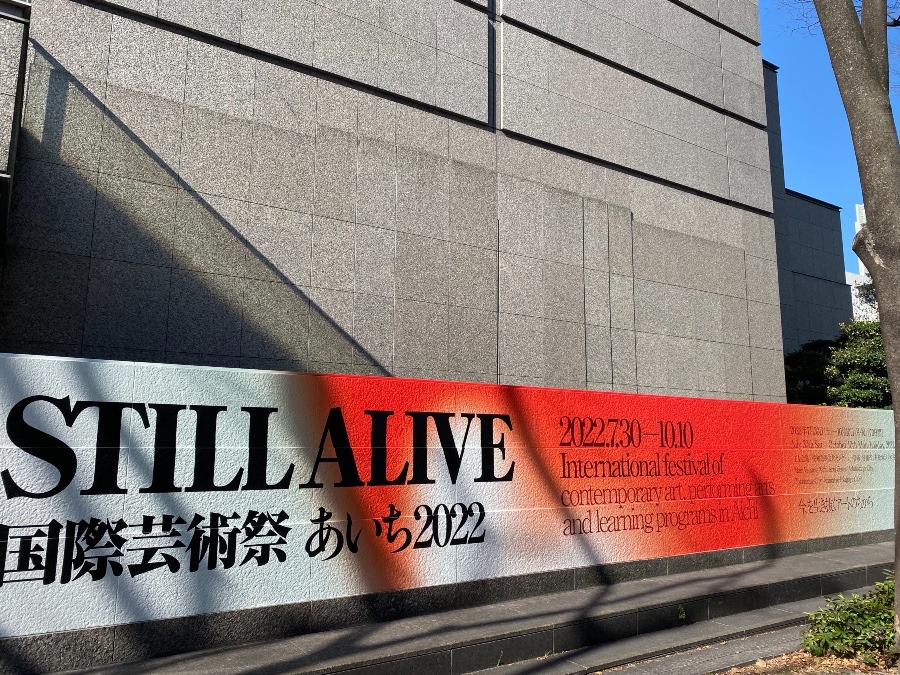 STILL ALIVE
国際芸術祭 あいち2022
2022.7.30—10.10
International festival of
contemporary art, performing arts
and learning programs in Aichi
今、を生き抜くアートのちから